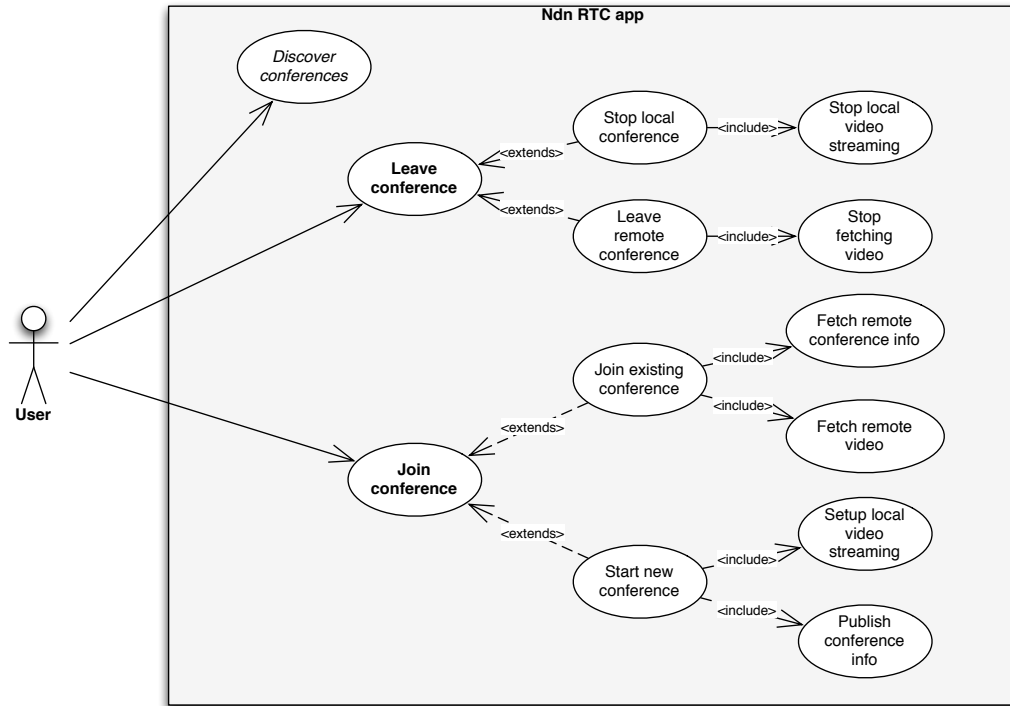 Ndn RTC app
Discover
conferences
Stop local
conference
<include>
Stop local
video
streaming
<extends>
Leave
conference
<extends>
Leave
remote
conference
<include>
Stop
fetching
video
User
Fetch remote
conference info
<include>
Join existing
conference
<include>
Fetch remote
video
<extends>
Join
conference
<extends>
Setup local
video
streaming
<include>
Start new
conference
<include>
Publish
conference
info